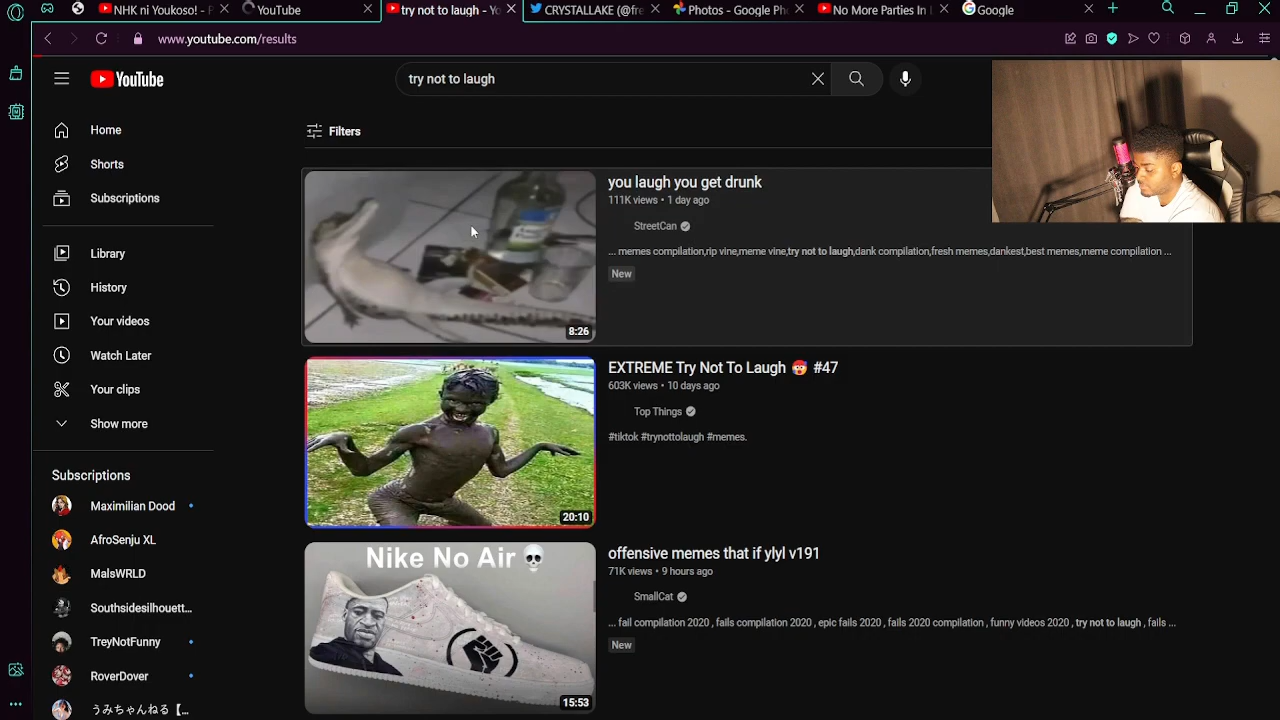 NHK ni Youkoso! - P
YouTube
try not to laugh - Yo
CRYSTALLAKE (@fre
Photos - Google Pho
No More Parties In L
Google
www.youtube.com/results
YouTube
try not to laugh
Home
Shorts
Subscriptions
Library
History
Your videos
Watch Later
Your clips
Show more
Subscriptions
Maximilian Dood
AfroSenju XL
MalsWRLD
Southsidesilhouett...
TreyNotFunny
RoverDover
うみちゃんねる【
Filters
8:26
you laugh you get drunk
111K views • 1 day ago
StreetCan
... memes compilation,rip vine,meme vine,try not to laugh,dank compilation,fresh memes,dankest,best memes,meme compilation ...
New
20:10
EXTREME Try Not To Laugh 🤯 #47
603K views • 10 days ago
Top Things
#tiktok #trynottolaugh #memes.
Nike No Air 💀
15:53
offensive memes that if ylyl v191
71K views • 9 hours ago
SmallCat
... fail compilation 2020 , fails compilation 2020 , epic fails 2020 , fails 2020 compilation , funny videos 2020 , try not to laugh , fails ...
New